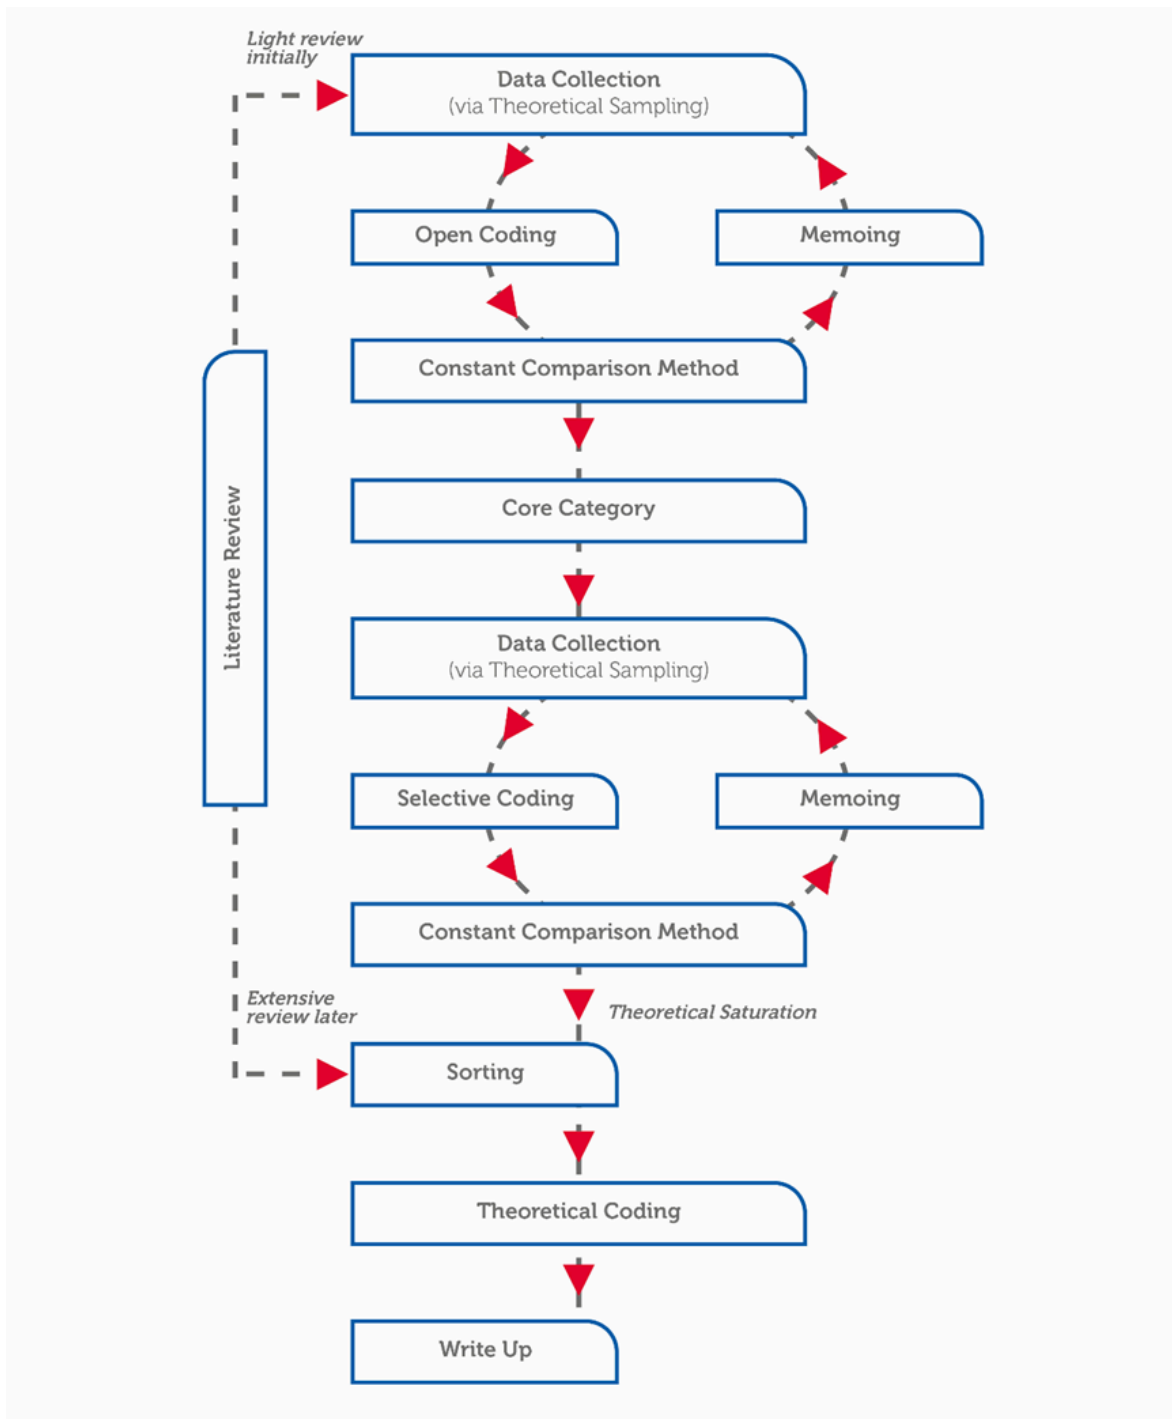 Light review
initially
Data Collection
(via Theoretical Sampling)
Open Coding
Memoing
Constant Comparison Method
Core Category
Literature Review
Data Collection
(via Theoretical Sampling)
Selective Coding
Memoing
Constant Comparison Method
Extensive
review later
Theoretical Saturation
Sorting
Theoretical Coding
Write Up